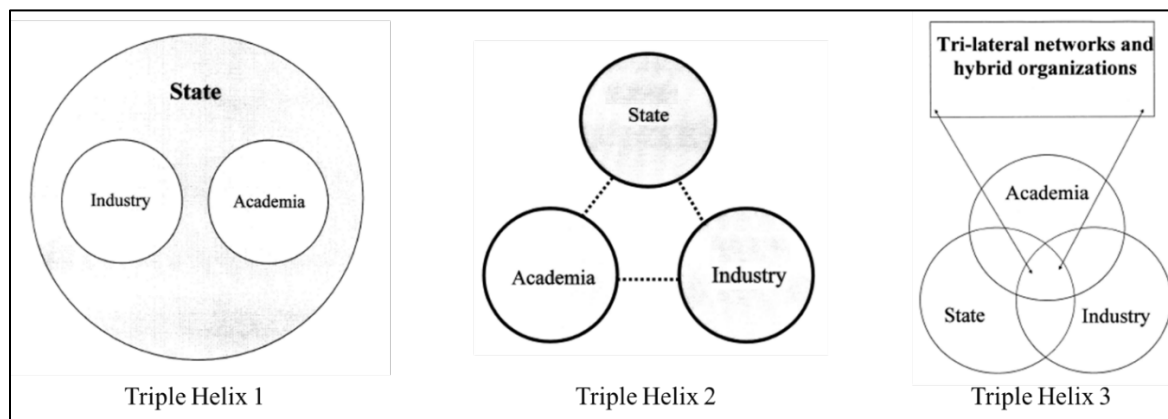 State
Industry
Academia
Triple Helix 1
State
Academia
Industry
Triple Helix 2
Tri-lateral networks and
hybrid organizations
Academia
State
Industry
Triple Helix 3